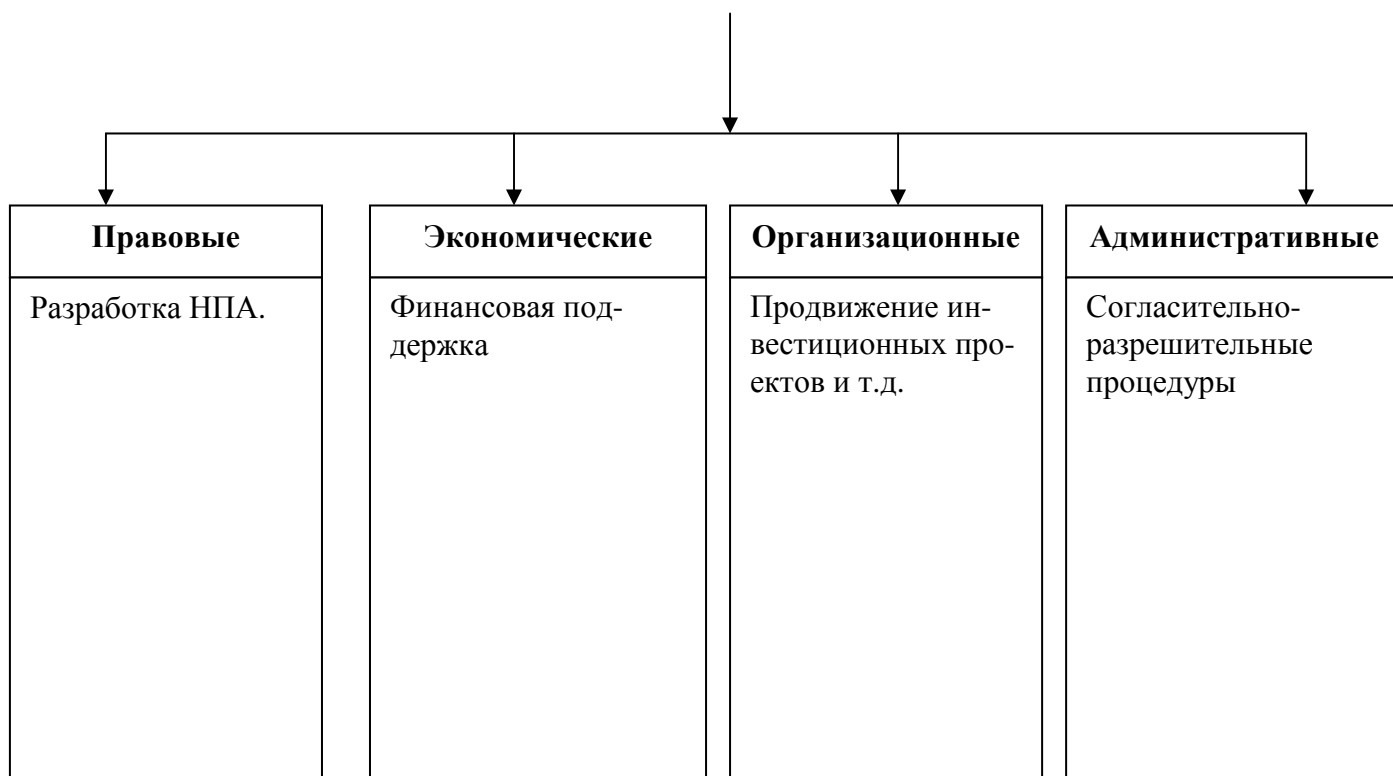 Правовые
Разработка НПА.
Экономические
Финансовая под-
держка
Организационные
Продвижение ин-
вестиционных про-
ектов и т.д.
Административные
Согласительно-
разрешительные
процедуры